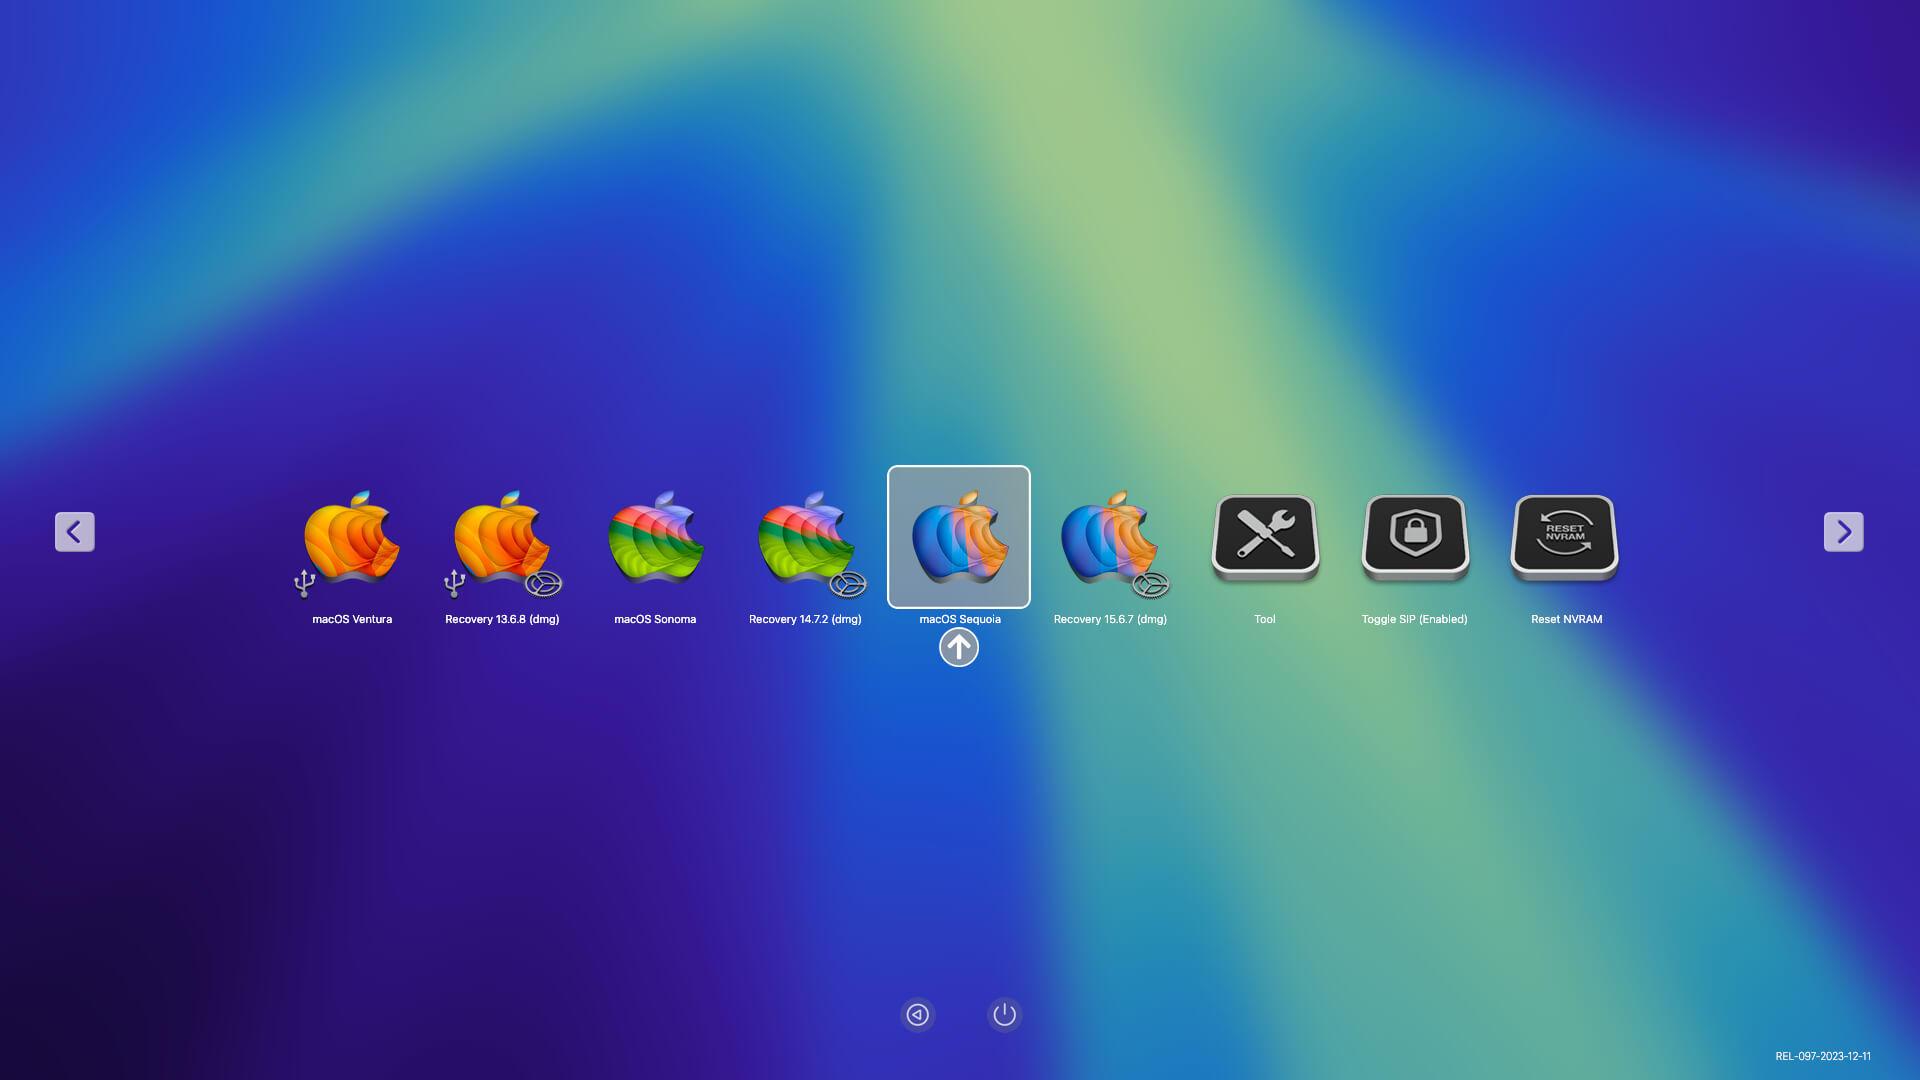 RESET
NVRAM
macOS Ventura
Recovery 13.6.8 (dmg)
macOS Sonoma
Recovery 14.7.2 (dmg)
macOS Sequoia
Recovery 15.6.7 (dmg)
Tool
Toggle SIP (Enabled)
Reset NVRAM
REL-097-2023-12-11